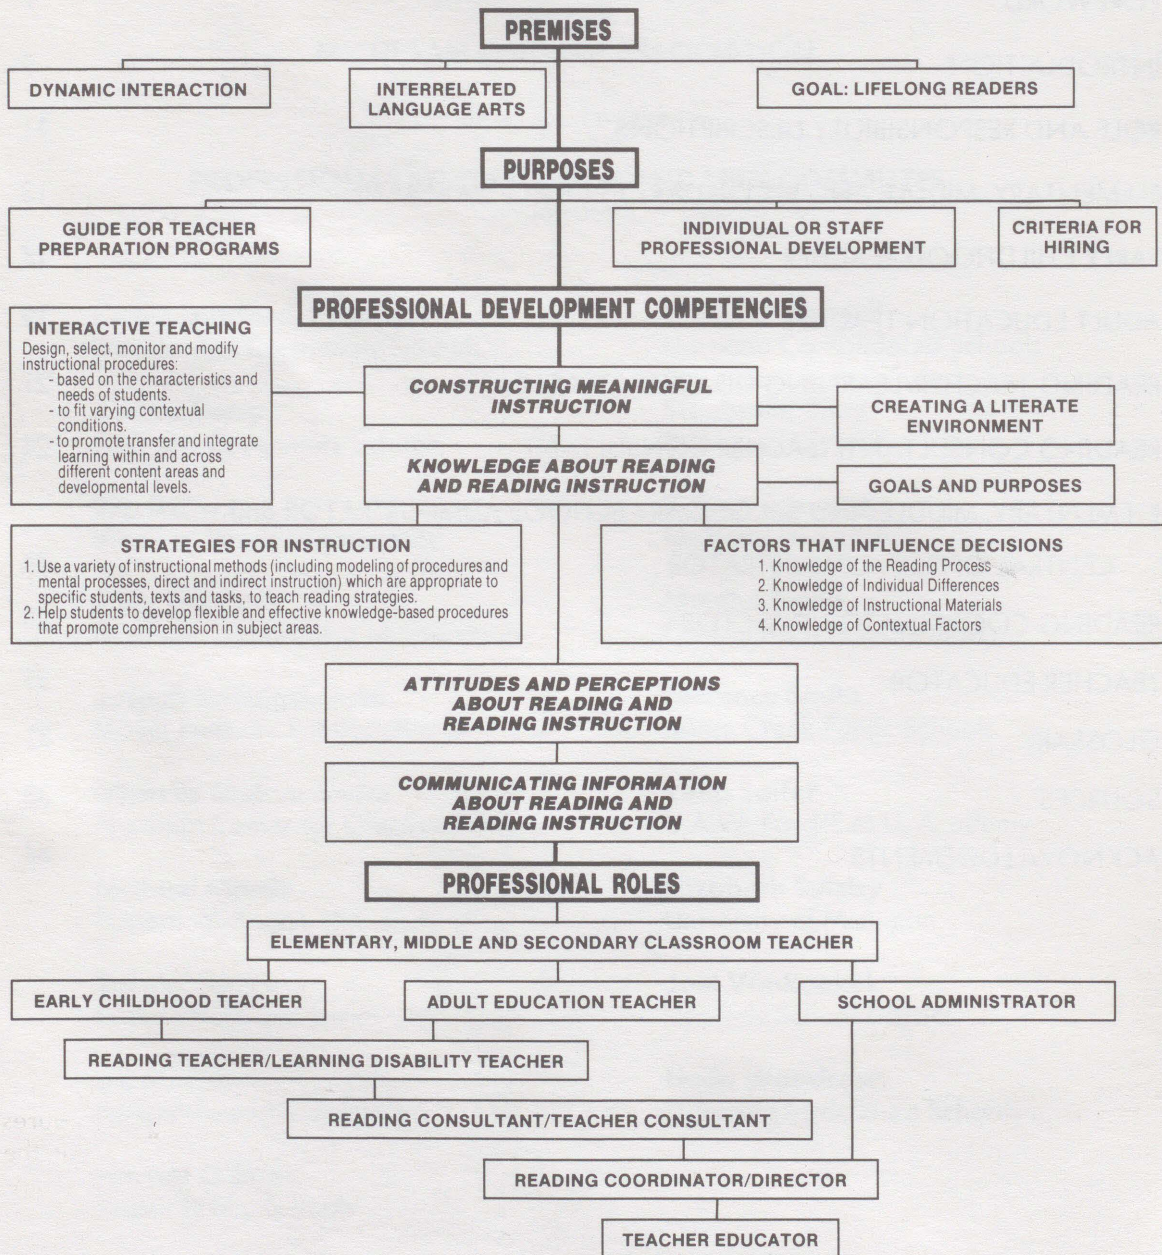 PREMISES
DYNAMIC INTERACTION
INTERRELATED
LANGUAGE ARTS
GOAL: LIFELONG READERS
PURPOSES
GUIDE FOR TEACHER
PREPARATION PROGRAMS
INDIVIDUAL OR STAFF
PROFESSIONAL DEVELOPMENT
CRITERIA FOR
HIRING
PROFESSIONAL DEVELOPMENT COMPETENCIES
INTERACTIVE TEACHING
Design, select, monitor and modify
instructional procedures:
- based on the characteristics and
needs of students.
- to fit varying contextual
conditions.
- to promote transfer and integrate
learning within and across
different content areas and
developmental levels.
CONSTRUCTING MEANINGFUL
INSTRUCTION
CREATING A LITERATE
ENVIRONMENT
KNOWLEDGE ABOUT READING
AND READING INSTRUCTION
GOALS AND PURPOSES
STRATEGIES FOR INSTRUCTION
1. Use a variety of instructional methods (including modeling of procedures and
mental processes, direct and indirect instruction) which are appropriate to
specific students, texts and tasks, to teach reading strategies.
2. Help students to develop flexible and effective knowledge-based procedures
that promote comprehension in subject areas.
FACTORS THAT INFLUENCE DECISIONS
1. Knowledge of the Reading Process
2. Knowledge of Individual Differences
3. Knowledge of Instructional Materials
4. Knowledge of Contextual Factors
ATTITUDES AND PERCEPTIONS
ABOUT READING AND
READING INSTRUCTION
COMMUNICATING INFORMATION
ABOUT READING AND
READING INSTRUCTION
PROFESSIONAL ROLES
ELEMENTARY, MIDDLE AND SECONDARY CLASSROOM TEACHER
EARLY CHILDHOOD TEACHER
ADULT EDUCATION TEACHER
SCHOOL ADMINISTRATOR
READING TEACHER/LEARNING DISABILITY TEACHER
READING CONSULTANT/TEACHER CONSULTANT
READING COORDINATOR/DIRECTOR
TEACHER EDUCATOR